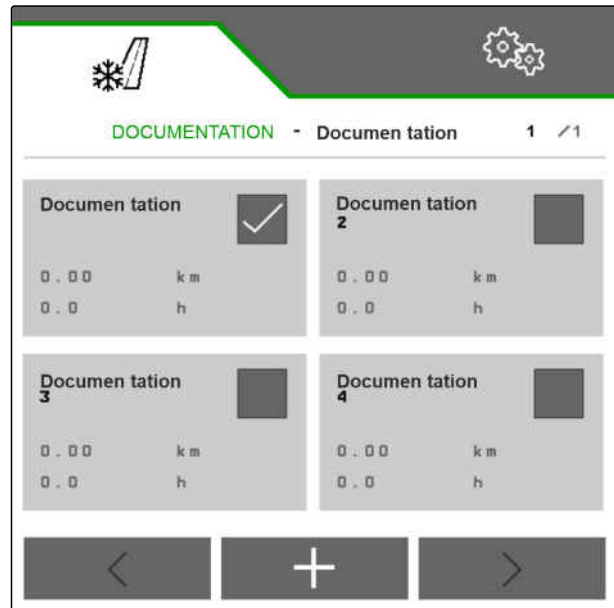 DOCUMENTATION - Documen tation 1 /1
Documen tation
0.00 km
0.0 h
Documen tation
2
0.00 km
0.0 h
Documen tation
3
0.00 km
0.0 h
Documen tation
4
0.00 km
0.0 h